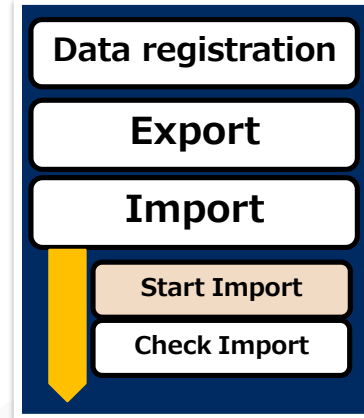 Data registration
Export
Import
Start Import
Check Import